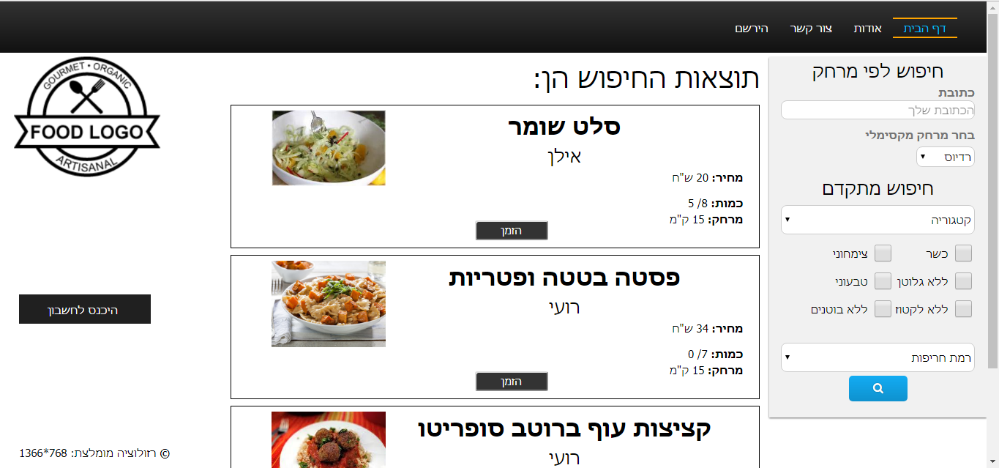 דף הבית
אודות
צור קשר
הירשם
חיפוש לפי מרחק
כתובת
הכתובת שלך
בחר מרחק מקסימלי
רדיוס
חיפוש מתקדם
קטגוריה
כשר
צימחוני
ללא גלוטן
טבעוני
ללא לקטוז
ללא בוטנים
רמת חריפות
תוצאות החיפוש הן:
סלט שומר
אילן
מחיר: 20 ש"ח
כמות: 8/ 5
מרחק: 15 ק"מ
הזמן
פסטה בטטה ופטריות
רועי
מחיר: 34 ש"ח
כמות: 7/ 0
מרחק: 15 ק"מ
הזמן
קציצות עוף ברוטב סופריטו
רועי
GOURMET • ORGANIC
FOOD LOGO
ARTISANAL
היכנס לחשבון
© רזולוציה מומלצת: 768*1366